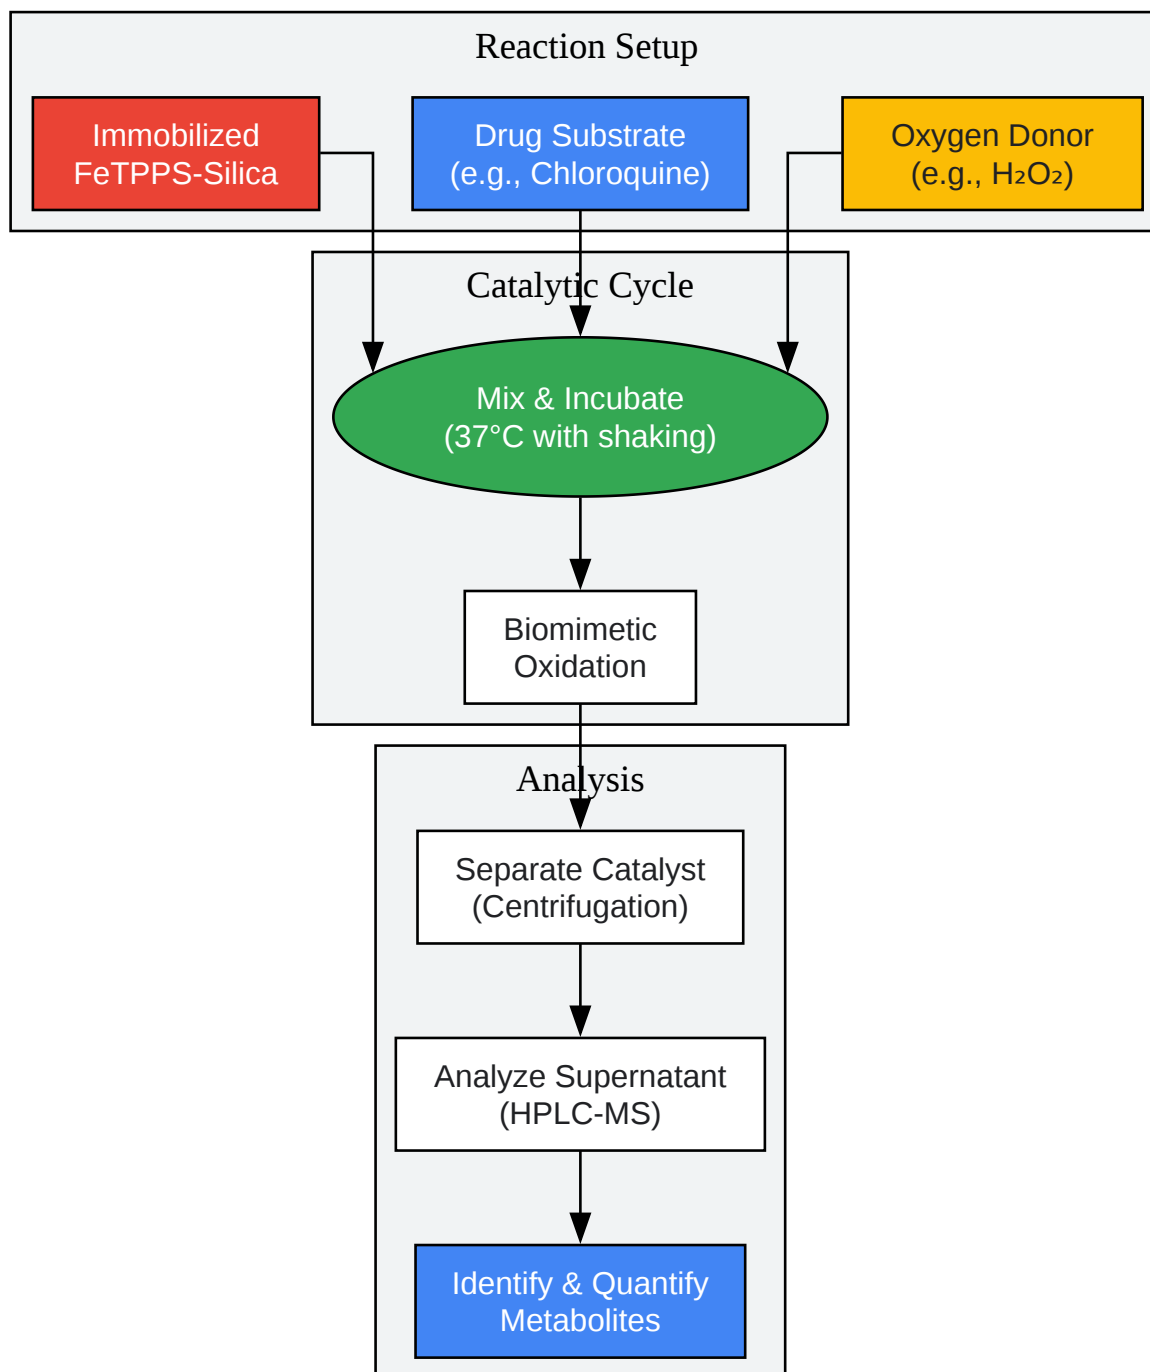 Reaction Setup
Immobilized
FeTPPS-Silica
Drug Substrate
(e.g., Chloroquine)
Oxygen Donor
(e.g., H₂O₂)
Catalytic Cycle
Mix & Incubate
(37°C with shaking)
Biomimetic
Oxidation
Analysis
Separate Catalyst
(Centrifugation)
Analyze Supernatant
(HPLC-MS)
Identify & Quantify
Metabolites